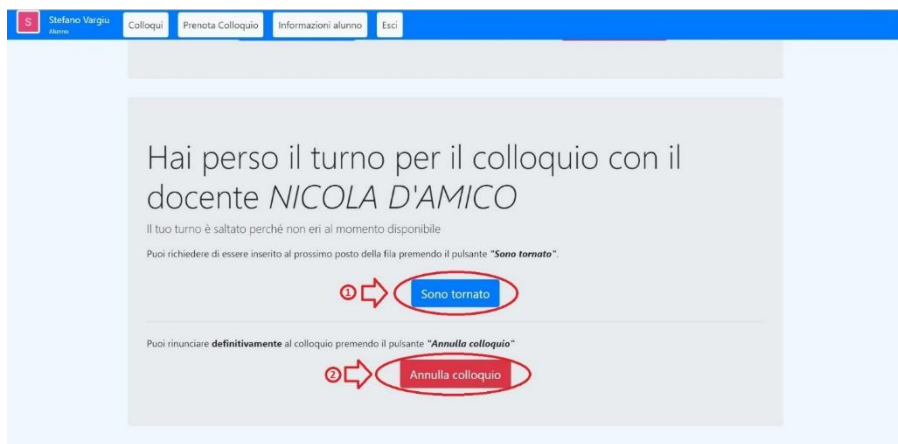 S
Stefano Vargiu
Alunno
Colloqui
Prenota Colloquio
Informazioni alunno
Esci
Hai perso il turno per il colloquio con il
docente NICOLA D'AMICO
Il tuo turno è saltato perché non eri al momento disponibile
Puoi richiedere di essere inserito al prossimo posto della fila premendo il pulsante "Sono tornato".
1
Sono tornato
Puoi rinunciare definitivamente al colloquio premendo il pulsante "Annulla colloquio"
2
Annulla colloquio